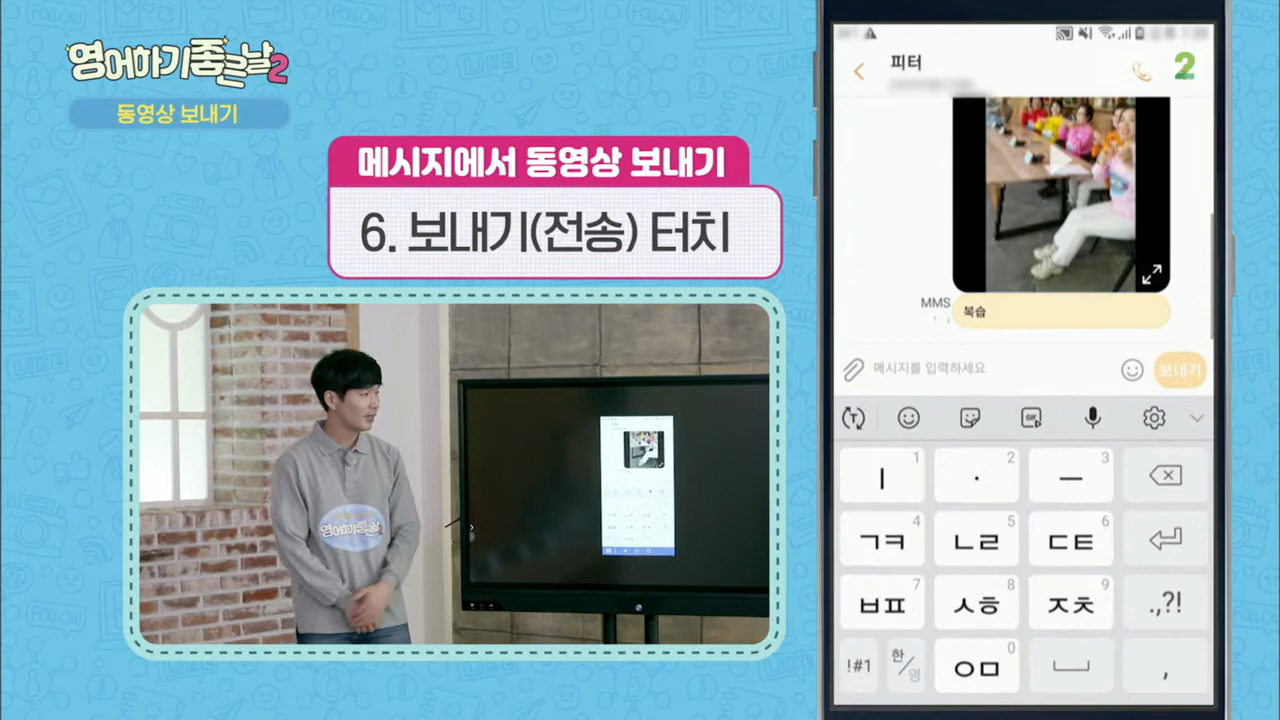 영어하기좋은날2
동영상 보내기
메시지에서 동영상 보내기
6. 보내기(전송) 터치
영어하기좋은날2
피터
2
MMS
복습
메시지를 입력하세요
보내기
GIF
ㅣ 1
· 2
ㅡ 3
ㄱㅋ 4
ㄴㄹ 5
ㄷㅌ 6
ㅂㅍ 7
ㅅㅎ 8
ㅈㅊ 9
.,?!
!#1
한/영
ㅇㅁ 0
,